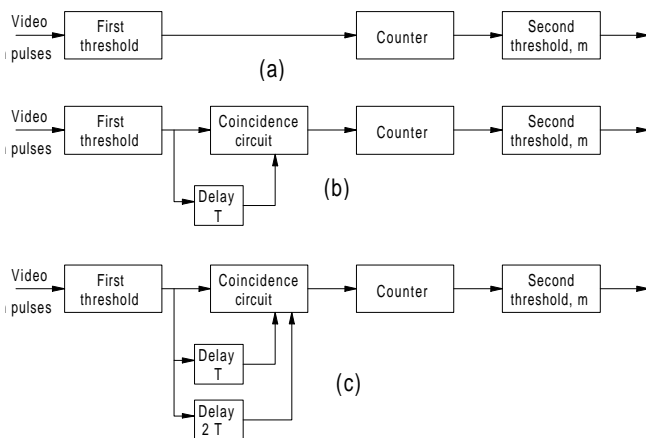 Video
First
threshold
Counter
Second
threshold, m
pulses
(a)
Video
First
threshold
Coincidence
circuit
Counter
Second
threshold, m
pulses
Delay
T
(b)
Video
First
threshold
Coincidence
circuit
Counter
Second
threshold, m
pulses
Delay
T
(c)
Delay
2 T